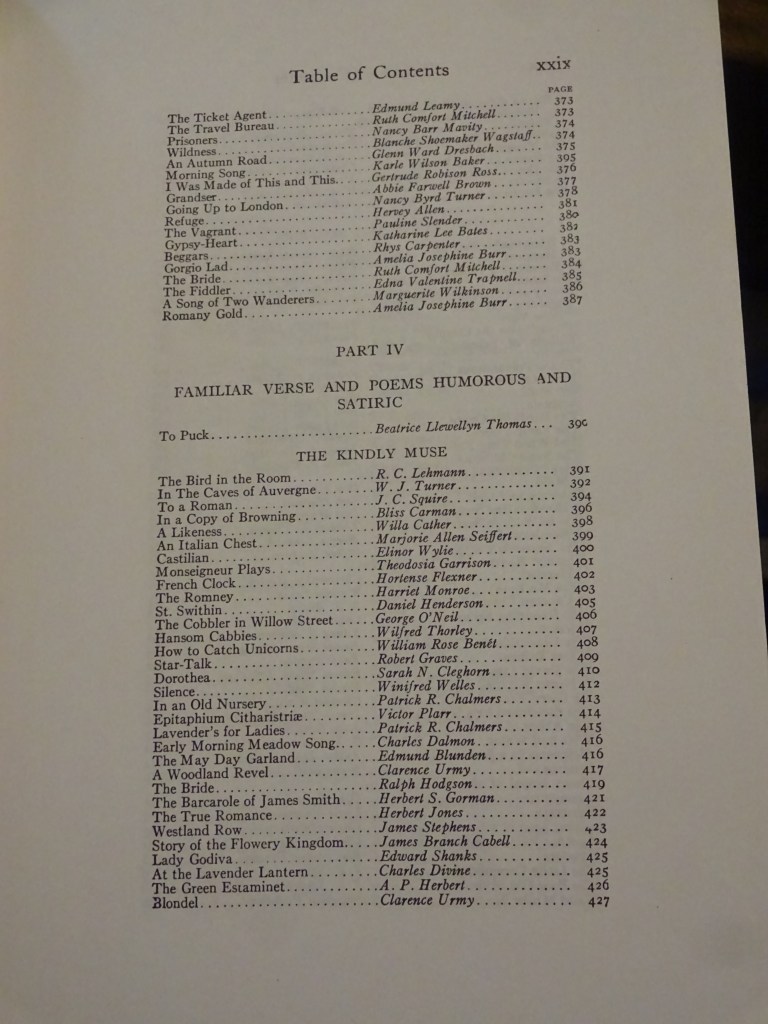 Table of Contents xxix
PAGE
The Ticket Agent.................Edmund Leamy........... 373
The Travel Bureau................Ruth Comfort Mitchell....... 373
Prisoners........................Nancy Barr Mavity........ 374
Wildness.........................Blanche Shoemaker Wagstaff.. 374
An Autumn Road...................Glenn Ward Dresbach....... 375
Morning Song.....................Karle Wilson Baker........ 395
I Was Made of This and This......Gertrude Robison Ross....... 376
Grandser.........................Abbie Farwell Brown....... 377
Going Up to London...............Nancy Byrd Turner........ 378
Refuge...........................Hervey Allen............ 381
The Vagrant......................Pauline Slender.......... 380
Gypsy-Heart......................Katharine Lee Bates....... 382
Beggars..........................Rhys Carpenter.......... 383
Gorgio Lad.......................Amelia Josephine Burr...... 383
The Bride........................Ruth Comfort Mitchell...... 384
The Fiddler......................Edna Valentine Trapnell..... 385
A Song of Two Wanderers..........Marguerite Wilkinson....... 386
Romany Gold......................Amelia Josephine Burr...... 387
PART IV
FAMILIAR VERSE AND POEMS HUMOROUS AND
SATIRIC
To Puck..........................Beatrice Llewellyn Thomas... 390
THE KINDLY MUSE
The Bird in the Room.............R. C. Lehmann............ 391
In The Caves of Auvergne.........W. J. Turner............. 392
To a Roman.......................J. C. Squire.............. 394
In a Copy of Browning............Bliss Carman............. 396
A Likeness.......................Willa Cather.............. 398
An Italian Chest.................Marjorie Allen Seiffert...... 399
Castilian........................Elinor Wylie.............. 400
Monseigneur Plays................Theodosia Garrison......... 401
French Clock.....................Hortense Flexner.......... 402
The Romney.......................Harriet Monroe........... 403
St. Swithin......................Daniel Henderson.......... 405
The Cobbler in Willow Street.....George O'Neil............. 406
Hansom Cabbies...................Wilfred Thorley........... 407
How to Catch Unicorns............William Rose Benét........ 408
Star-Talk........................Robert Graves............. 409
Dorothea.........................Sarah N. Cleghorn......... 410
Silence..........................Winifred Welles........... 412
In an Old Nursery................Patrick R. Chalmers........ 413
Epitaphium Citharistriæ..........Victor Plarr.............. 414
Lavender's for Ladies............Patrick R. Chalmers........ 415
Early Morning Meadow Song........Charles Dalmon........... 416
The May Day Garland..............Edmund Blunden........... 416
A Woodland Revel.................Clarence Urmy............ 417
The Bride........................Ralph Hodgson............ 419
The Barcarole of James Smith.....Herbert S. Gorman......... 421
The True Romance.................Herbert Jones............. 422
Westland Row.....................James Stephens........... 423
Story of the Flowery Kingdom.....James Branch Cabell........ 424
Lady Godiva......................Edward Shanks............ 425
At the Lavender Lantern..........Charles Divine............ 425
The Green Estaminet..............A. P. Herbert............. 426
Blondel..........................Clarence Urmy............ 427